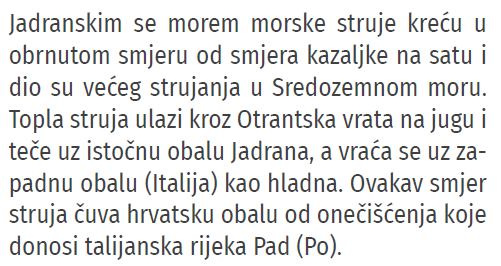 Jadranskim se morem morske struje kreću u
obrnutom smjeru od smjera kazaljke na satu i
dio su većeg strujanja u Sredozemnom moru.
Topla struja ulazi kroz Otrantska vrata na jugu i
teče uz istočnu obalu Jadrana, a vraća se uz za-
padnu obalu (Italija) kao hladna. Ovakav smjer
struja čuva hrvatsku obalu od onečišćenja koje
donosi talijanska rijeka Pad (Po).